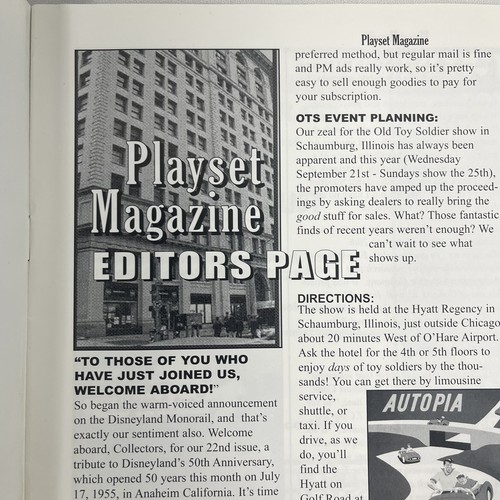 Playset Magazine
Playset
Magazine
EDITORS PAGE
"TO THOSE OF YOU WHO
HAVE JUST JOINED US,
WELCOME ABOARD!"
So began the warm-voiced announcement
on the Disneyland Monorail, and that's
exactly our sentiment also. Welcome
aboard, Collectors, for our 22nd issue, a
tribute to Disneyland's 50th Anniversary,
which opened 50 years this month on July
17, 1955, in Anaheim California. It's time
preferred method, but regular mail is fine
and PM ads really work, so it's pretty
easy to sell enough goodies to pay for
your subscription.
OTS EVENT PLANNING:
Our zeal for the Old Toy Soldier show in
Schaumburg, Illinois has always been
apparent and this year (Wednesday
September 21st - Sundays show the 25th),
the promoters have amped up the proceed-
ings by asking dealers to really bring the
good stuff for sales. What? Those fantastic
finds of recent years weren't enough? We
can't wait to see what
shows up.
DIRECTIONS:
The show is held at the Hyatt Regency in
Schaumburg, Illinois, just outside Chicago
about 20 minutes West of O'Hare Airport.
Ask the hotel for the 4th or 5th floors to
enjoy days of toy soldiers by the thou-
sands! You can get there by limousine
service,
shuttle, or
taxi. If you
drive, as we
do, you'll
find the
Hyatt on
Golf Road at
AUTOPIA